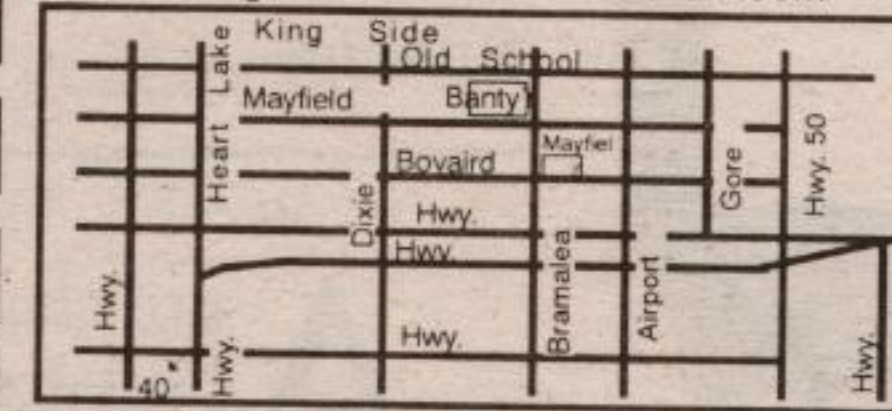 King Side
Old School
Mayfield
Banty
Mayfiel
Bovaird
Hwy.
Hwy.
Hwy.
Heart Lake
Dixie
Bramalea
Airport
Gore
Hwy. 50
Hwy.
Hwy.
Hwy.
40